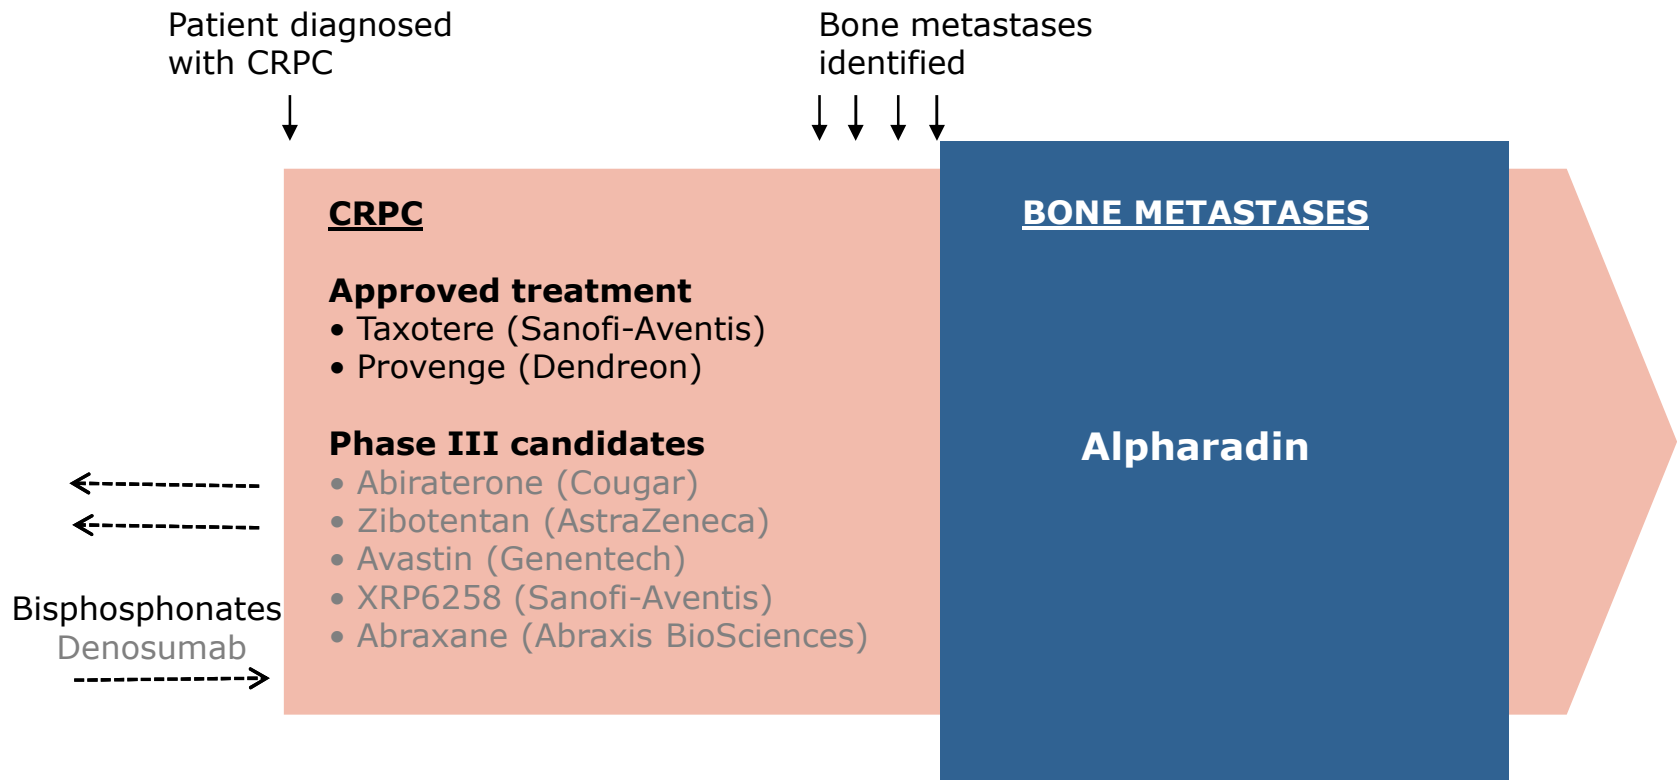 Patient diagnosed
with CRPC
Bone metastases
identified
CRPC
Approved treatment
• Taxotere (Sanofi-Aventis)
• Provenge (Dendreon)
Phase III candidates
• Abiraterone (Cougar)
• Zibotentan (AstraZeneca)
• Avastin (Genentech)
• XRP6258 (Sanofi-Aventis)
• Abraxane (Abraxis BioSciences)
Bisphosphonates
Denosumab
BONE METASTASES
Alpharadin